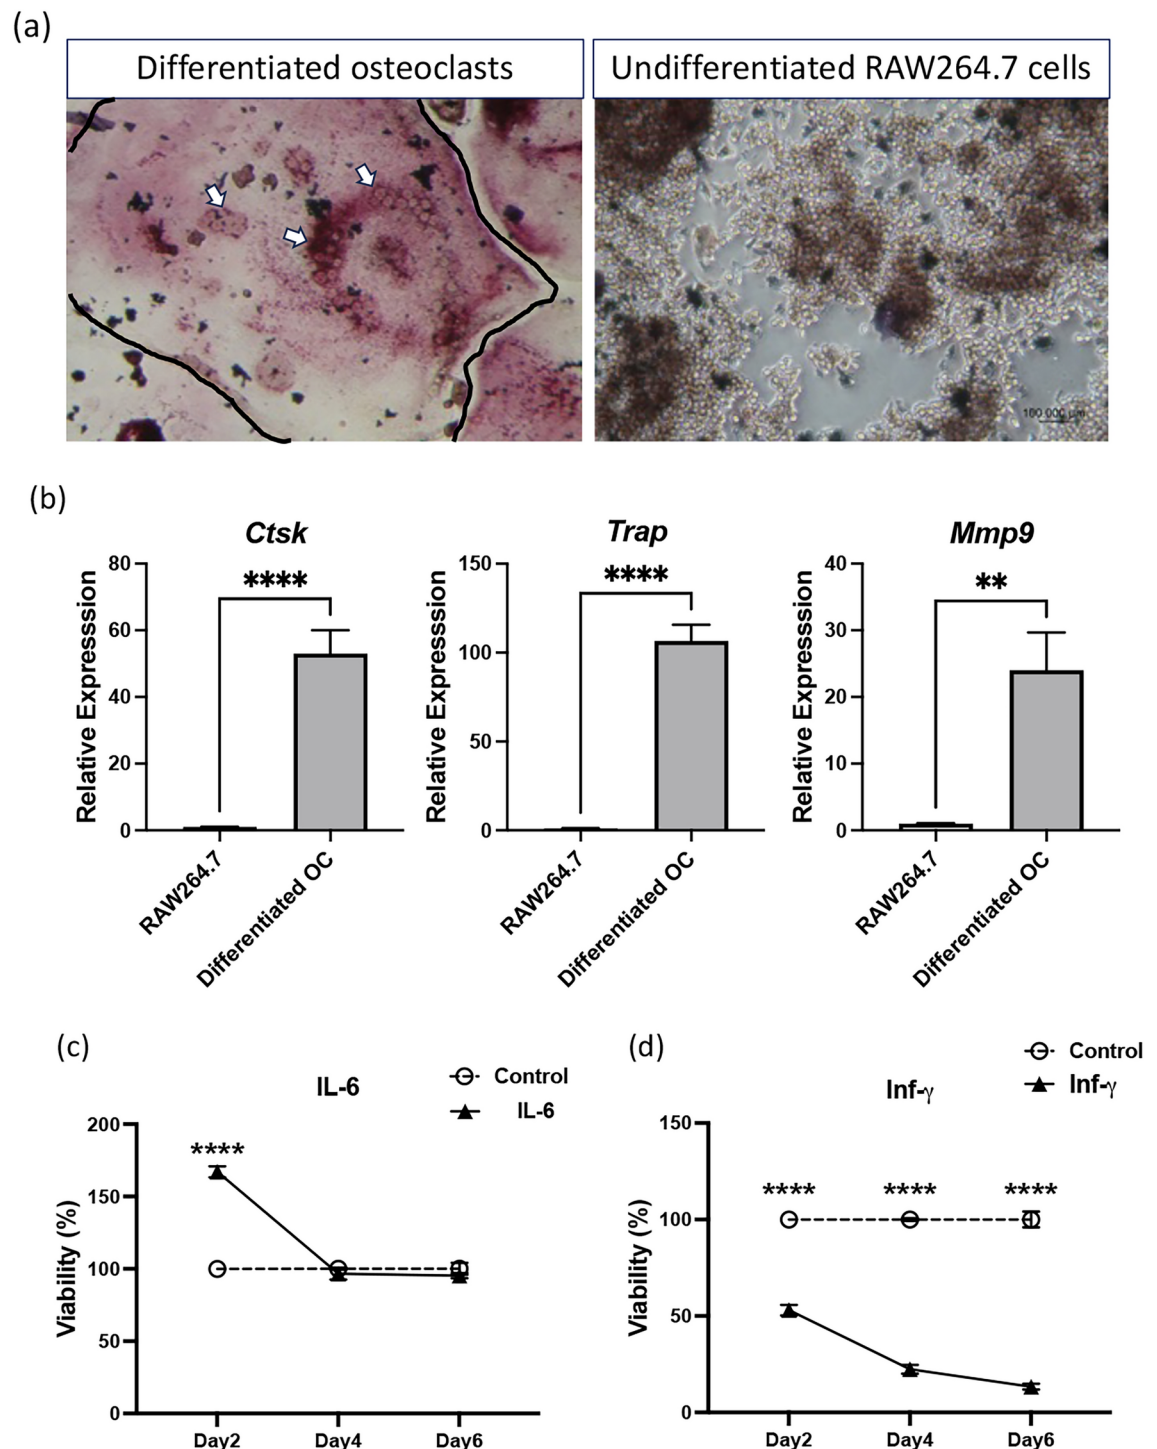 (a)
Differentiated osteoclasts
Undifferentiated RAW264.7 cells
100.000 µm
(b)
Ctsk
Trap
Mmp9
Relative Expresssion
80
60
40
20
0
****
RAW264.7
Differentiated OC
Relative Expresssion
150
100
50
0
****
RAW264.7
Differentiated OC
Relative Expresssion
40
30
20
10
0
**
RAW264.7
Differentiated OC
(c)
IL-6
Control
IL-6
Viability (%)
200
150
100
50
0
****
Day2
Day4
Day6
(d)
Inf-γ
Control
Inf-γ
Viability (%)
150
100
50
0
****
****
****
Day2
Day4
Day6